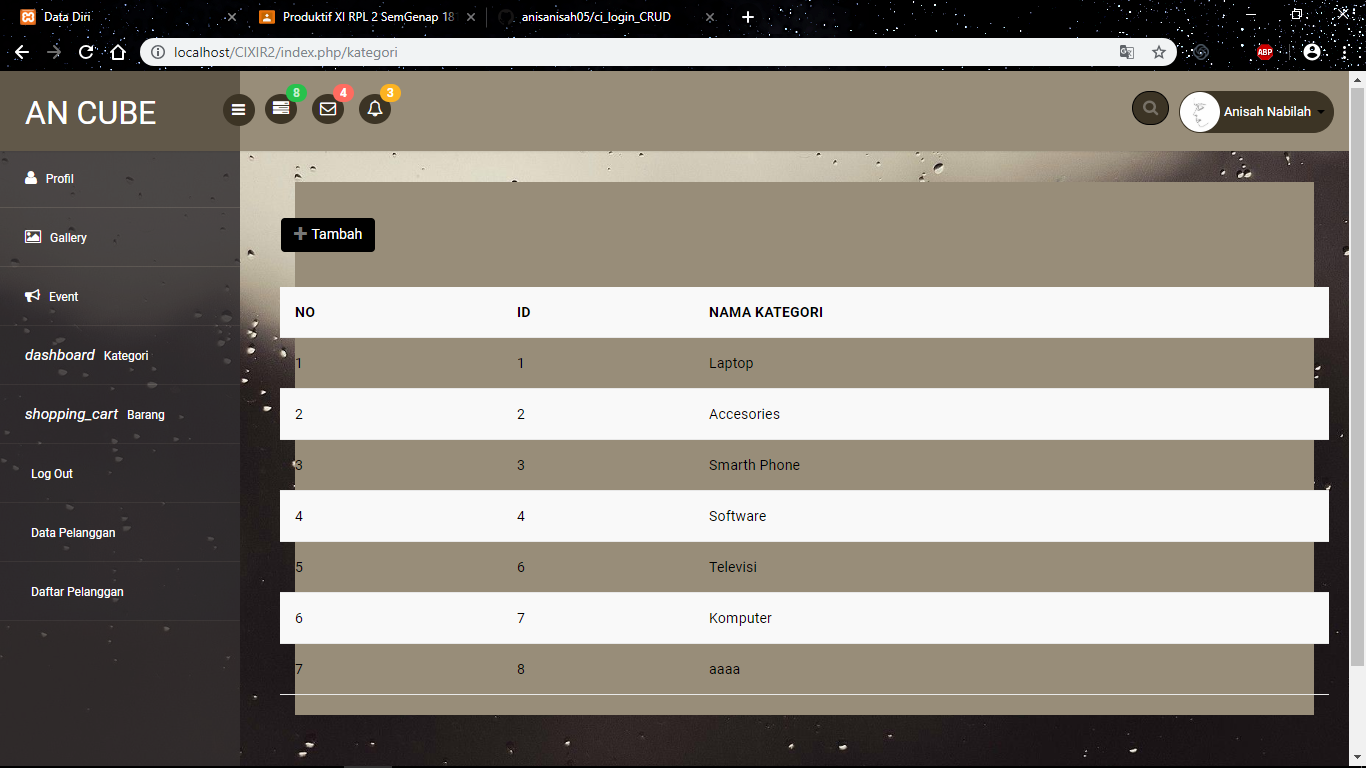 Data Diri
Produktif XI RPL 2 SemGenap 18
anisanisah05/ci_login_CRUD
localhost/CIXIR2/index.php/kategori
ABP
AN CUBE
8
4
3
Anisah Nabilah
Profil
Gallery
Event
dashboard Kategori
shopping_cart Barang
Log Out
Data Pelanggan
Daftar Pelanggan
Tambah
NO ID NAMA KATEGORI
1 1 Laptop
2 2 Accesories
3 3 Smarth Phone
4 4 Software
5 6 Televisi
6 7 Komputer
7 8 aaaa